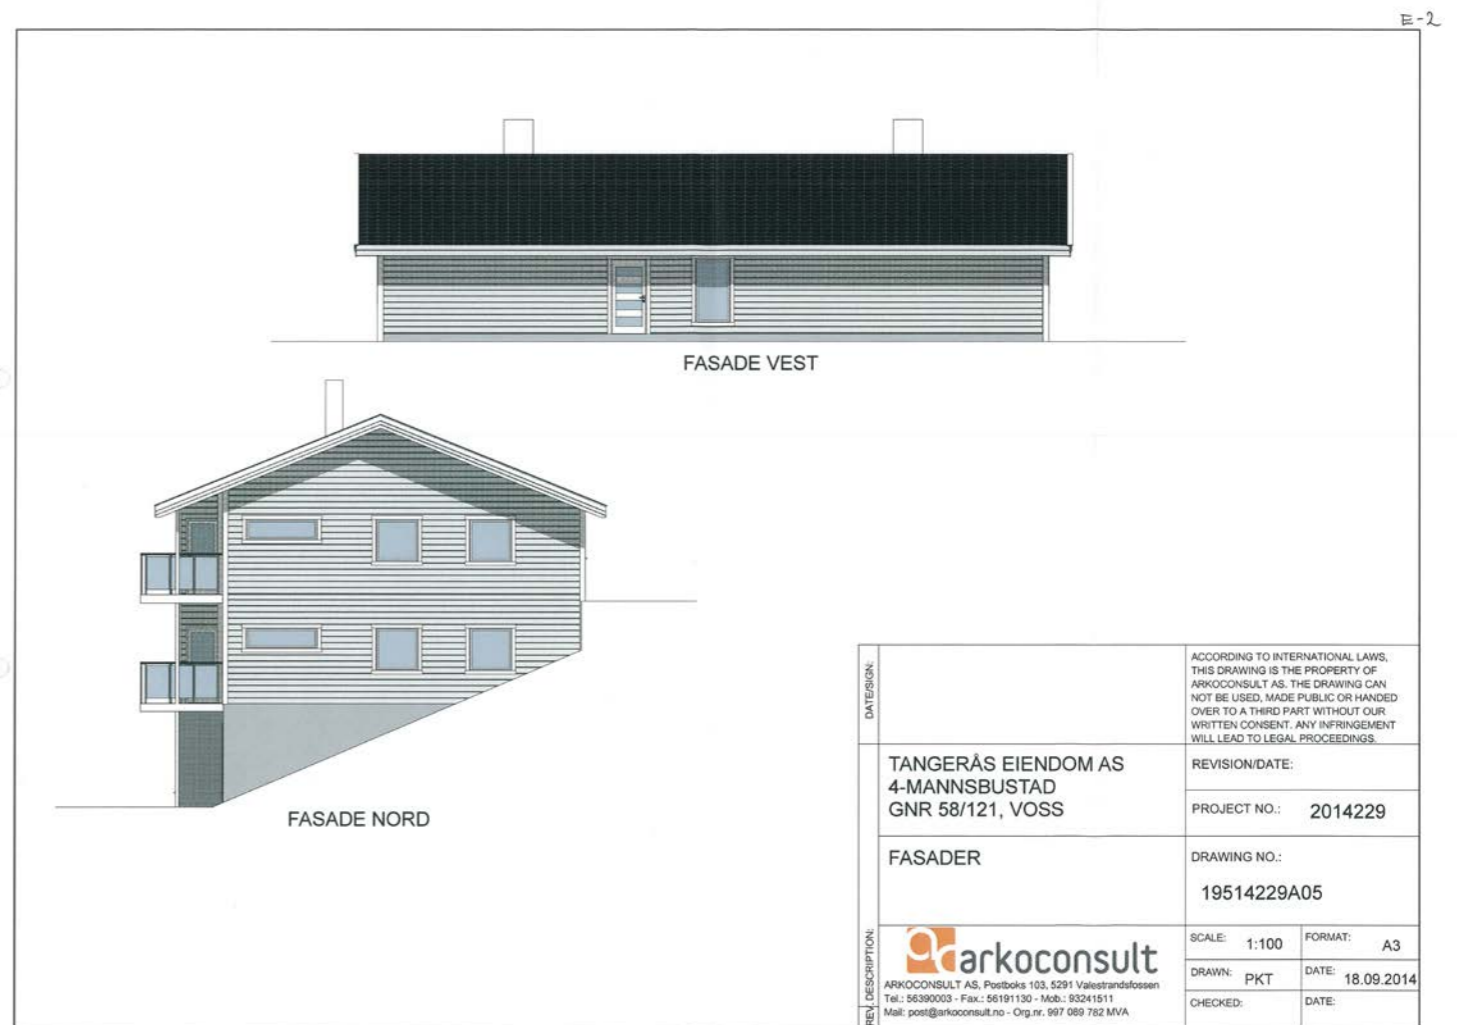 E-2
FASADE VEST
FASADE NORD
DATE/SIGN:
ACCORDING TO INTERNATIONAL LAWS,
THIS DRAWING IS THE PROPERTY OF
ARKOCONSULT AS. THE DRAWING CAN
NOT BE USED, MADE PUBLIC OR HANDED
OVER TO A THIRD PART WITHOUT OUR
WRITTEN CONSENT. ANY INFRINGEMENT
WILL LEAD TO LEGAL PROCEEDINGS.
TANGERÅS EIENDOM AS
4-MANNSBUSTAD
GNR 58/121, VOSS
REVISION/DATE:
PROJECT NO.: 2014229
FASADER
DRAWING NO.:
19514229A05
REV. DESCRIPTION:
arkoconsult
ARKOCONSULT AS, Postboks 103, 5291 Valestrandsfossen
Tel.: 56390003 - Fax.: 56191130 - Mob.: 93241511
Mail: post@arkoconsult.no - Org.nr. 997 089 782 MVA
SCALE: 1:100
FORMAT: A3
DRAWN: PKT
DATE: 18.09.2014
CHECKED:
DATE: